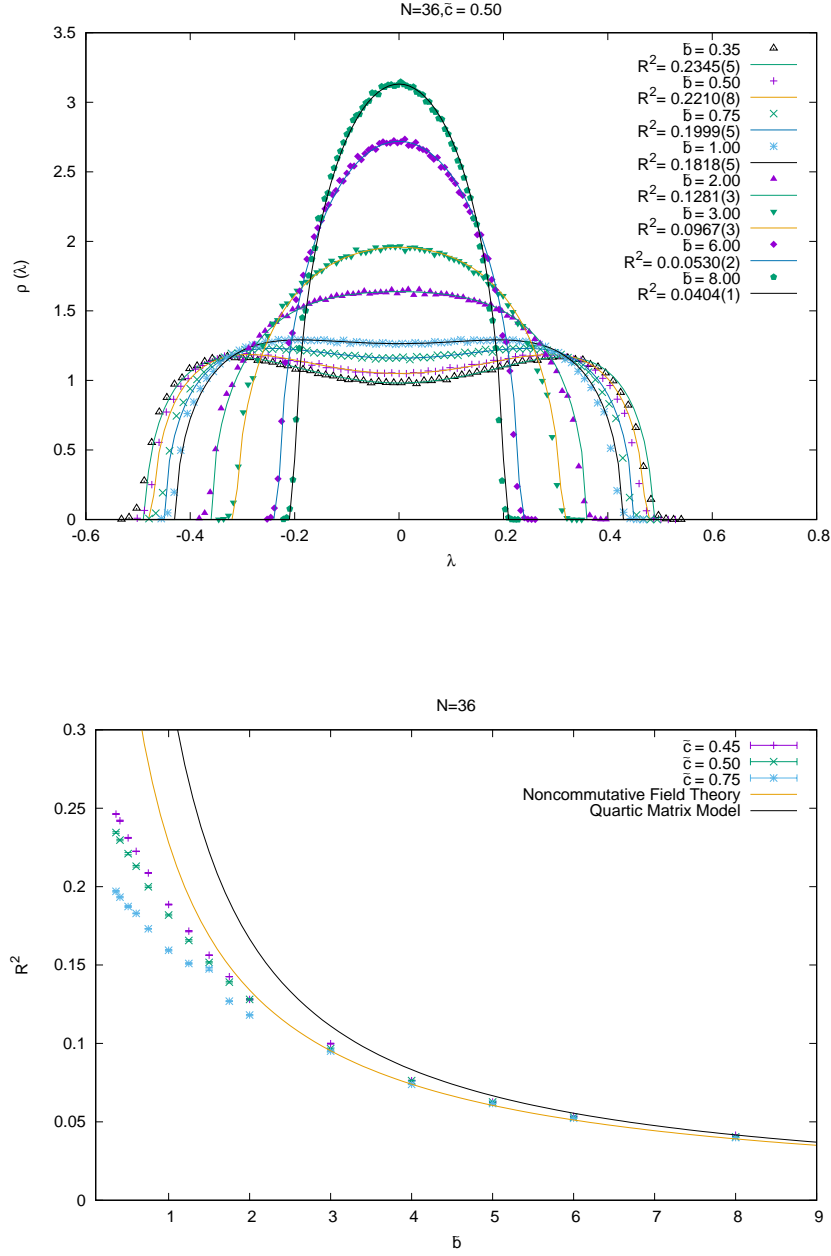 N=36,c̃ = 0.50
3.5
3
2.5
2
1.5
1
0.5
0
ρ (λ)
b̄ = 0.35
R² = 0.2345(5)
b̄ = 0.50
R² = 0.2210(8)
b̄ = 0.75
R² = 0.1999(5)
b̄ = 1.00
R² = 0.1818(5)
b̄ = 2.00
R² = 0.1281(3)
b̄ = 3.00
R² = 0.0967(3)
b̄ = 6.00
R² = 0.0.0530(2)
b̄ = 8.00
R² = 0.0404(1)
-0.6 -0.4 -0.2 0 0.2 0.4 0.6 0.8
λ
N=36
0.3
0.25
0.2
0.15
0.1
0.05
0
R²
c̃ = 0.45
c̃ = 0.50
c̃ = 0.75
Noncommutative Field Theory
Quartic Matrix Model
1 2 3 4 5 6 7 8 9
b̄